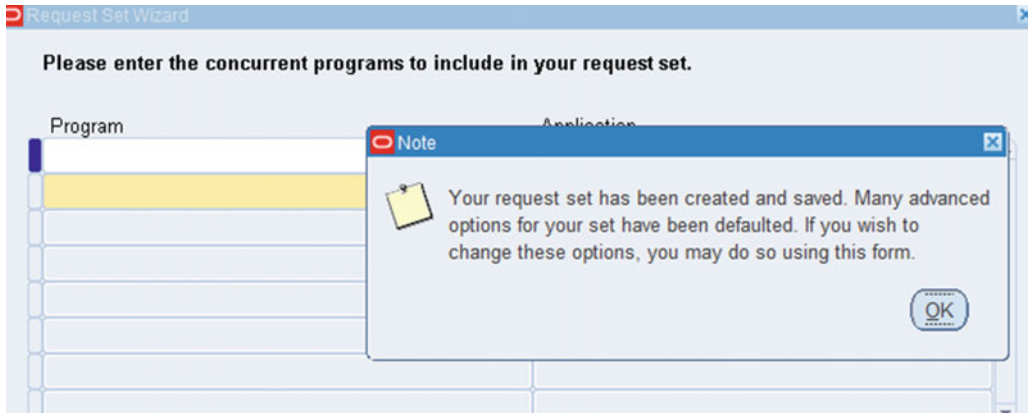 Request Set Wizard
Please enter the concurrent programs to include in your request set.
Program
Application
Note
Your request set has been created and saved. Many advanced
options for your set have been defaulted. If you wish to
change these options, you may do so using this form.
OK